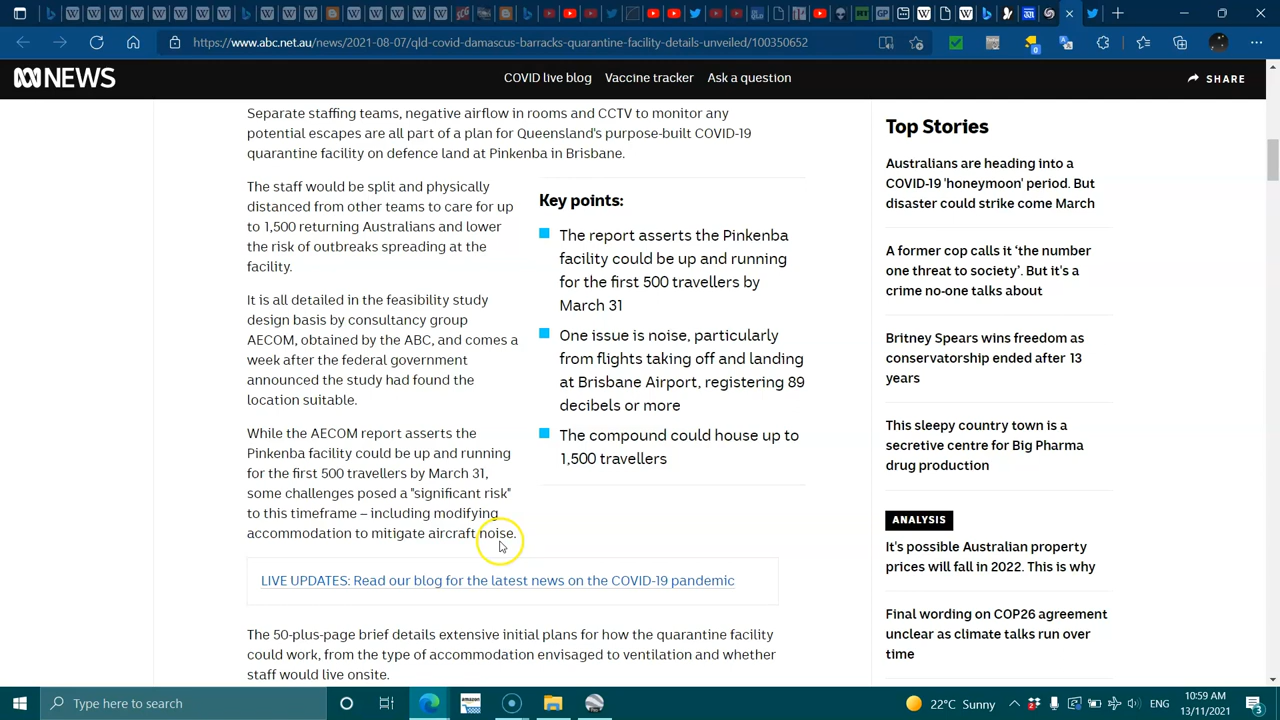 https://www.abc.net.au/news/2021-08-07/qld-covid-damascus-barracks-quarantine-facility-details-unveiled/100350652
NEWS
COVID live blog
Vaccine tracker
Ask a question
SHARE
Separate staffing teams, negative airflow in rooms and CCTV to monitor any
potential escapes are all part of a plan for Queensland's purpose-built COVID-19
quarantine facility on defence land at Pinkenba in Brisbane.
The staff would be split and physically
distanced from other teams to care for up
to 1,500 returning Australians and lower
the risk of outbreaks spreading at the
facility.
It is all detailed in the feasibility study
design basis by consultancy group
AECOM, obtained by the ABC, and comes a
week after the federal government
announced the study had found the
location suitable.
While the AECOM report asserts the
Pinkenba facility could be up and running
for the first 500 travellers by March 31,
some challenges posed a "significant risk"
to this timeframe – including modifying
accommodation to mitigate aircraft noise.
Key points:
The report asserts the Pinkenba
facility could be up and running
for the first 500 travellers by
March 31
One issue is noise, particularly
from flights taking off and landing
at Brisbane Airport, registering 89
decibels or more
The compound could house up to
1,500 travellers
LIVE UPDATES: Read our blog for the latest news on the COVID-19 pandemic
The 50-plus-page brief details extensive initial plans for how the quarantine facility
could work, from the type of accommodation envisaged to ventilation and whether
staff would live onsite.
Top Stories
Australians are heading into a
COVID-19 'honeymoon' period. But
disaster could strike come March
A former cop calls it ‘the number
one threat to society’. But it's a
crime no-one talks about
Britney Spears wins freedom as
conservatorship ended after 13
years
This sleepy country town is a
secretive centre for Big Pharma
drug production
ANALYSIS
It's possible Australian property
prices will fall in 2022. This is why
Final wording on COP26 agreement
unclear as climate talks run over
time
Type here to search
22°C Sunny
ENG
10:59 AM
13/11/2021